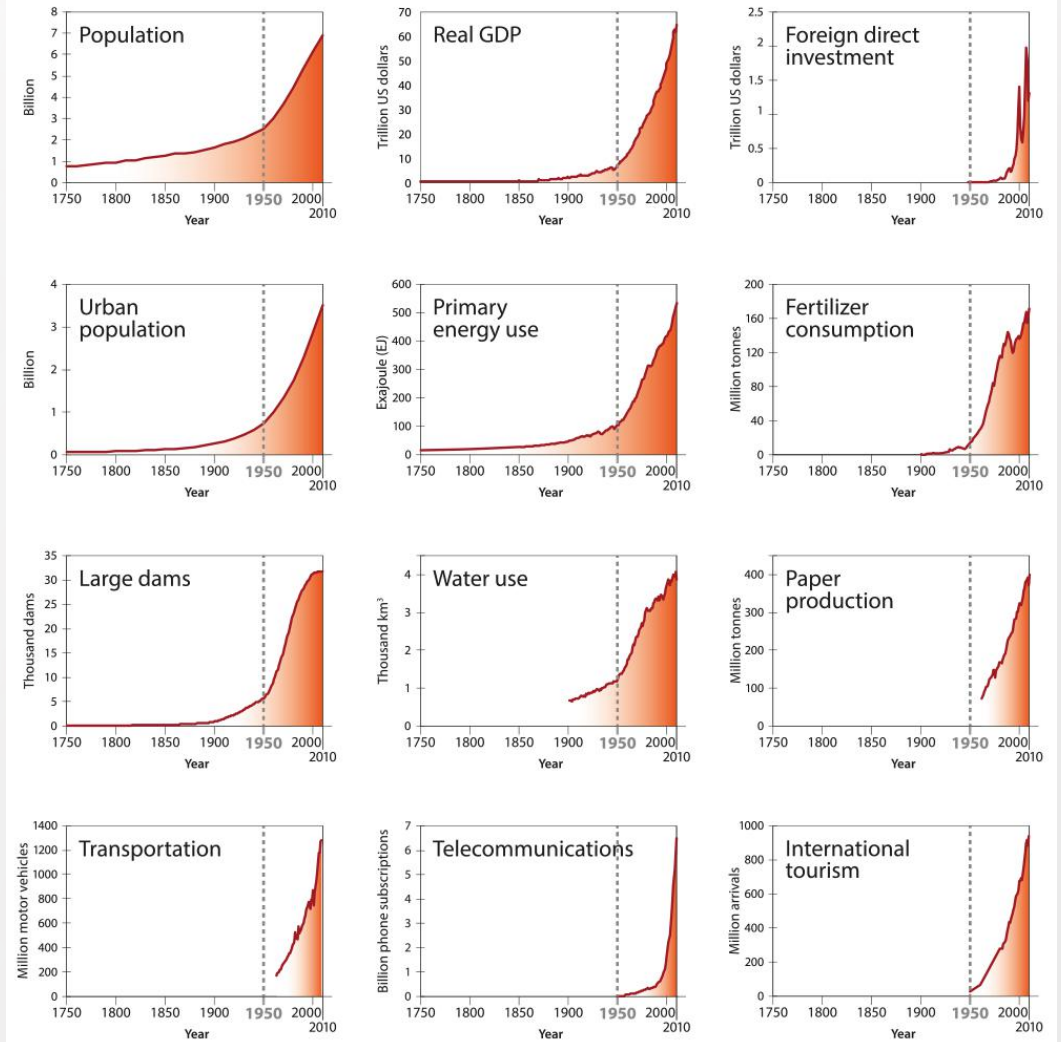 Population
Billion
8
7
6
5
4
3
2
1
0
1750 1800 1850 1900 1950 2000
2010
Year
Real GDP
Trillion US dollars
70
60
50
40
30
20
10
0
1750 1800 1850 1900 1950 2000
2010
Year
Foreign direct
investment
Trillion US dollars
2.5
2
1.5
1
0.5
0
1750 1800 1850 1900 1950 2000
2010
Year
Urban
population
Billion
4
3
2
1
0
1750 1800 1850 1900 1950 2000
2010
Year
Primary
energy use
Exajoule (EJ)
600
500
400
300
200
100
0
1750 1800 1850 1900 1950 2000
2010
Year
Fertilizer
consumption
Million tonnes
200
160
120
80
40
0
1750 1800 1850 1900 1950 2000
2010
Year
Large dams
Thousand dams
35
30
25
20
15
10
5
0
1750 1800 1850 1900 1950 2000
2010
Year
Water use
Thousand km³
4
3
2
1
0
1750 1800 1850 1900 1950 2000
2010
Year
Paper
production
Million tonnes
400
300
200
100
0
1750 1800 1850 1900 1950 2000
2010
Year
Transportation
Million motor vehicles
1400
1200
1000
800
600
400
200
0
1750 1800 1850 1900 1950 2000
2010
Year
Telecommunications
Billion phone subscriptions
7
6
5
4
3
2
1
0
1750 1800 1850 1900 1950 2000
2010
Year
International
tourism
Million arrivals
1000
800
600
400
200
0
1750 1800 1850 1900 1950 2000
2010
Year